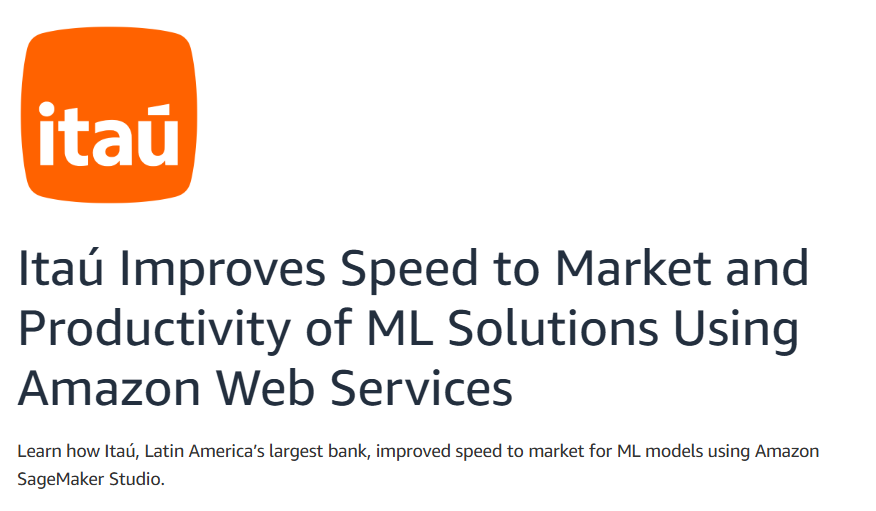 itaú
Itaú Improves Speed to Market and
Productivity of ML Solutions Using
Amazon Web Services
Learn how Itaú, Latin America’s largest bank, improved speed to market for ML models using Amazon
SageMaker Studio.